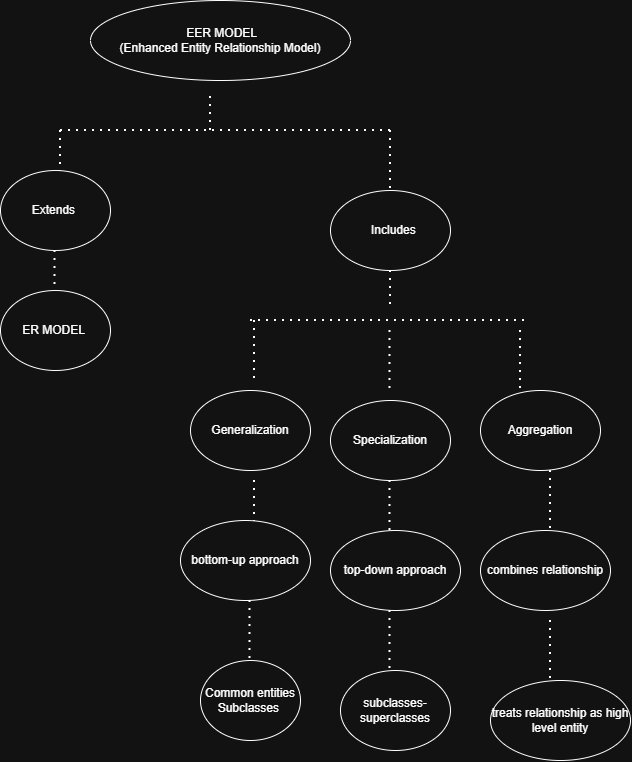 EER MODEL
(Enhanced Entity Relationship Model)
Extends
Includes
ER MODEL
Generalization
Specialization
Aggregation
bottom-up approach
top-down approach
combines relationship
Common entities
Subclasses
subclasses-
superclasses
treats relationship as high
level entity